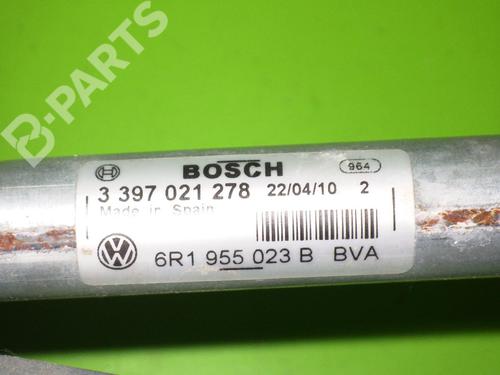 B-PARTS
BOSCH 964
3 397 021 278 22/04/10 2
Made in Spain
6R1 955 023 B BVA